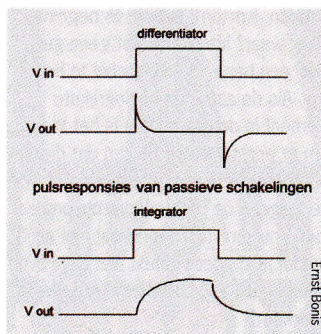 differentiator
V in
V out
pulsresponsies van passieve schakelingen
integrator
V in
V out
Ernst Bonis